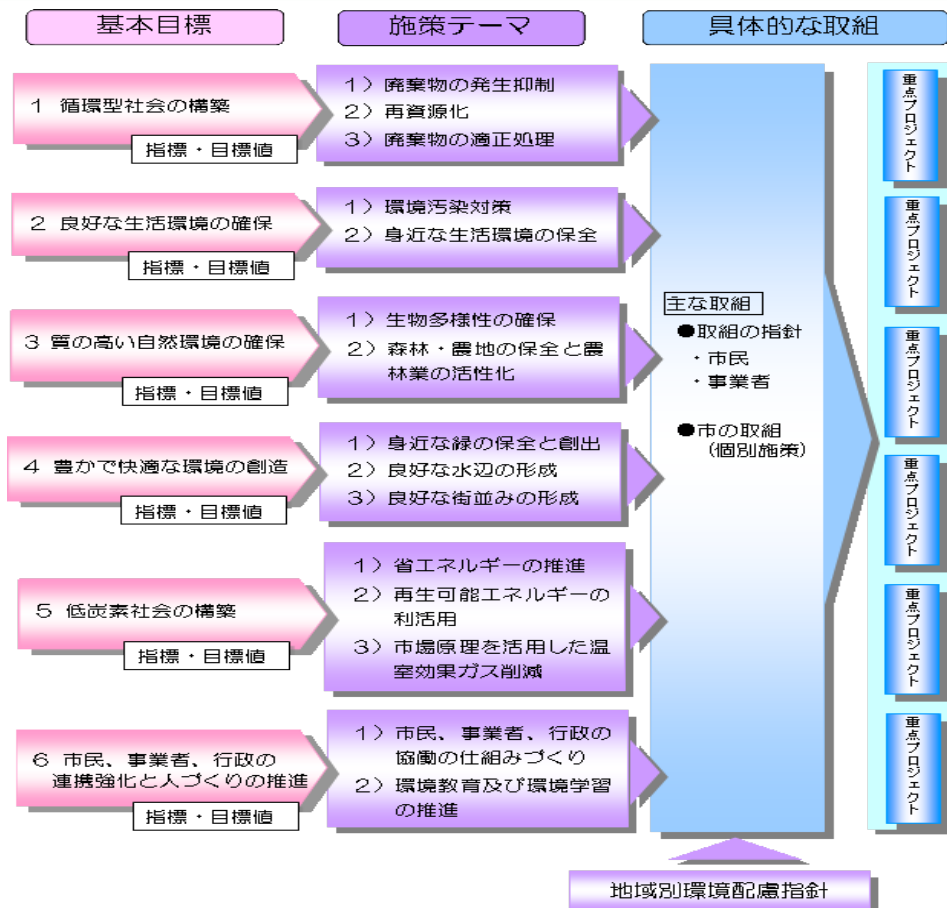 基本目標
施策テーマ
具体的な取組
1 循環型社会の構築
指標・目標値
1）廃棄物の発生抑制
2）再資源化
3）廃棄物の適正処理
2 良好な生活環境の確保
指標・目標値
1）環境汚染対策
2）身近な生活環境の保全
3 質の高い自然環境の確保
指標・目標値
1）生物多様性の確保
2）森林・農地の保全と農
林業の活性化
4 豊かで快適な環境の創造
指標・目標値
1）身近な緑の保全と創出
2）良好な水辺の形成
3）良好な街並みの形成
5 低炭素社会の構築
指標・目標値
1）省エネルギーの推進
2）再生可能エネルギーの
利活用
3）市場原理を活用した温
室効果ガス削減
6 市民、事業者、行政の
連携強化と人づくりの推進
指標・目標値
1）市民、事業者、行政の
協働の仕組みづくり
2）環境教育及び環境学習
の推進
主な取組
●取組の指針
・市民
・事業者
●市の取組
（個別施策）
重点プロジェクト
重点プロジェクト
重点プロジェクト
重点プロジェクト
重点プロジェクト
重点プロジェクト
地域別環境配慮指針